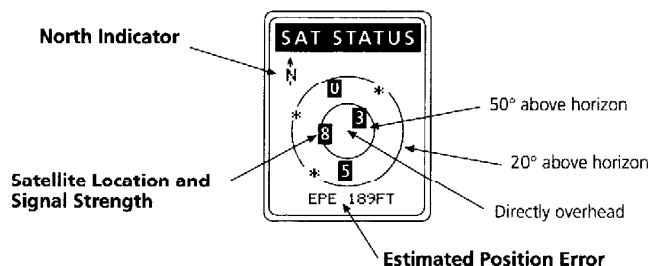 North Indicator
SAT STATUS
N
0
*
*
3
50° above horizon
8
20° above horizon
*
5
Satellite Location and
Signal Strength
EPE 189FT
Directly overhead
Estimated Position Error